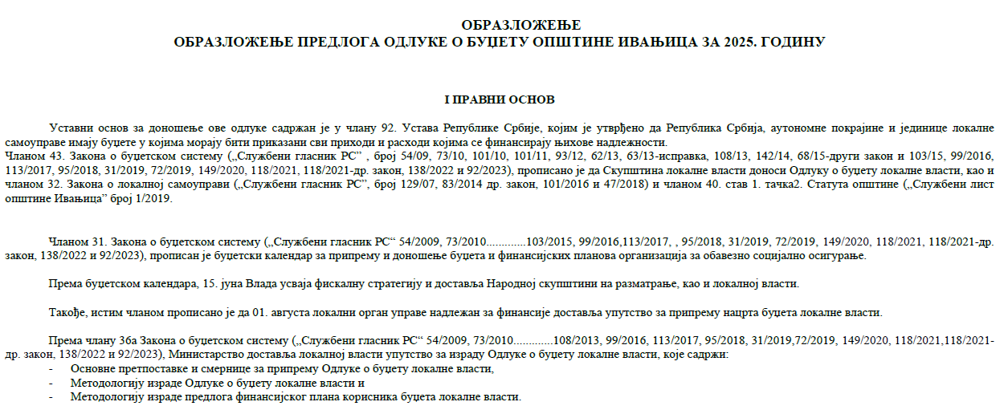 ОБРАЗЛОЖЕЊЕ
ОБРАЗЛОЖЕЊЕ ПРЕДЛОГА ОДЛУКЕ О БУЏЕТУ ОПШТИНЕ ИВАЊИЦА ЗА 2025. ГОДИНУ
I ПРАВНИ ОСНОВ
Уставни основ за доношење ове одлуке садржан је у члану 92. Устава Републике Србије, којим је утврђено да Република Србија, аутономне покрајине и јединице локалне
самоуправе имају буџете у којима морају бити приказани сви приходи и расходи којима се финансирају њихове надлежности.
Чланом 43. Закона о буџетском систему („Службени гласник РС” , број 54/09, 73/10, 101/10, 101/11, 93/12, 62/13, 63/13-исправка, 108/13, 142/14, 68/15-други закон и 103/15, 99/2016,
113/2017, 95/2018, 31/2019, 72/2019, 149/2020, 118/2021, 118/2021-др. закон, 138/2022 и 92/2023), прописано је да Скупштина локалне власти доноси Одлуку о буџету локалне власти, као и
чланом 32. Закона о локалној самоуправи („Службени гласник РС”, број 129/07, 83/2014 др. закон, 101/2016 и 47/2018) и чланом 40. став 1. тачка2. Статута општине („Службени лист
општине Ивањица” број 1/2019.
Чланом 31. Закона о буџетском систему („Службени гласник РС“ 54/2009, 73/2010.............103/2015, 99/2016,113/2017, , 95/2018, 31/2019, 72/2019, 149/2020, 118/2021, 118/2021-др.
закон, 138/2022 и 92/2023), прописан је буџетски календар за припрему и доношење буџета и финансијских планова организација за обавезно социјално осигурање.
Према буџетском календара, 15. јуна Влада усваја фискалну стратегију и доставља Народној скупштини на разматрање, као и локалној власти.
Такође, истим чланом прописано је да 01. августа локални орган управе надлежан за финансије доставља упутство за припрему нацрта буџета локалне власти.
Према члану 36а Закона о буџетском систему („Службени гласник РС“ 54/2009, 73/2010.............108/2013, 99/2016, 113/2017, 95/2018, 31/2019,72/2019, 149/2020, 118/2021,118/2021-
др. закон, 138/2022 и 92/2023), Министарство доставља локалној власти упутство за израду Одлуке о буџету локалне власти, које садржи:
- Основне претпоставке и смернице за припрему Одлуке о буџету локалне власти,
- Методологију израде Одлуке о буџету локалне власти и
- Методологију израде предлога финансијског плана корисника буџета локалне власти.